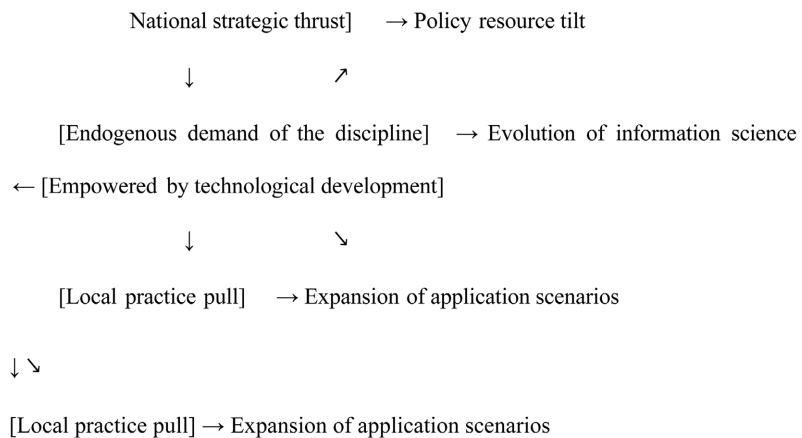 National strategic thrust] → Policy resource tilt
↓ ↗
[Endogenous demand of the discipline] → Evolution of information science
← [Empowered by technological development]
↓ ↘
[Local practice pull] → Expansion of application scenarios
↓↘
[Local practice pull] → Expansion of application scenarios